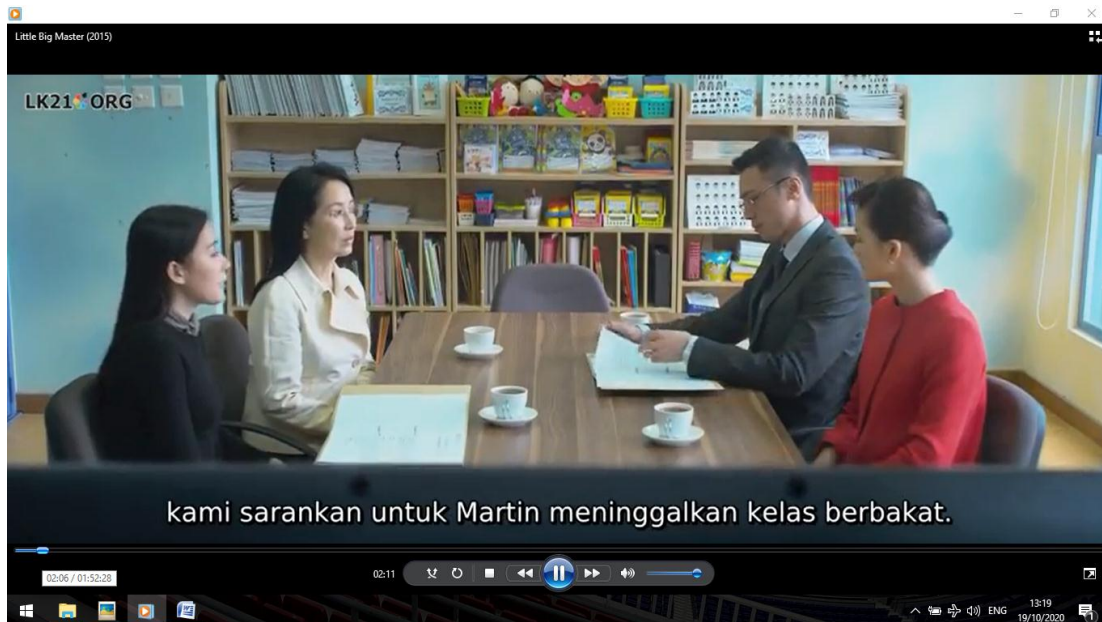 Little Big Master (2015)
LK21 ORG
kami sarankan untuk Martin meninggalkan kelas berbakat.
02:06 / 01:52:28
02:11
ENG
13:19
19/10/2020
1